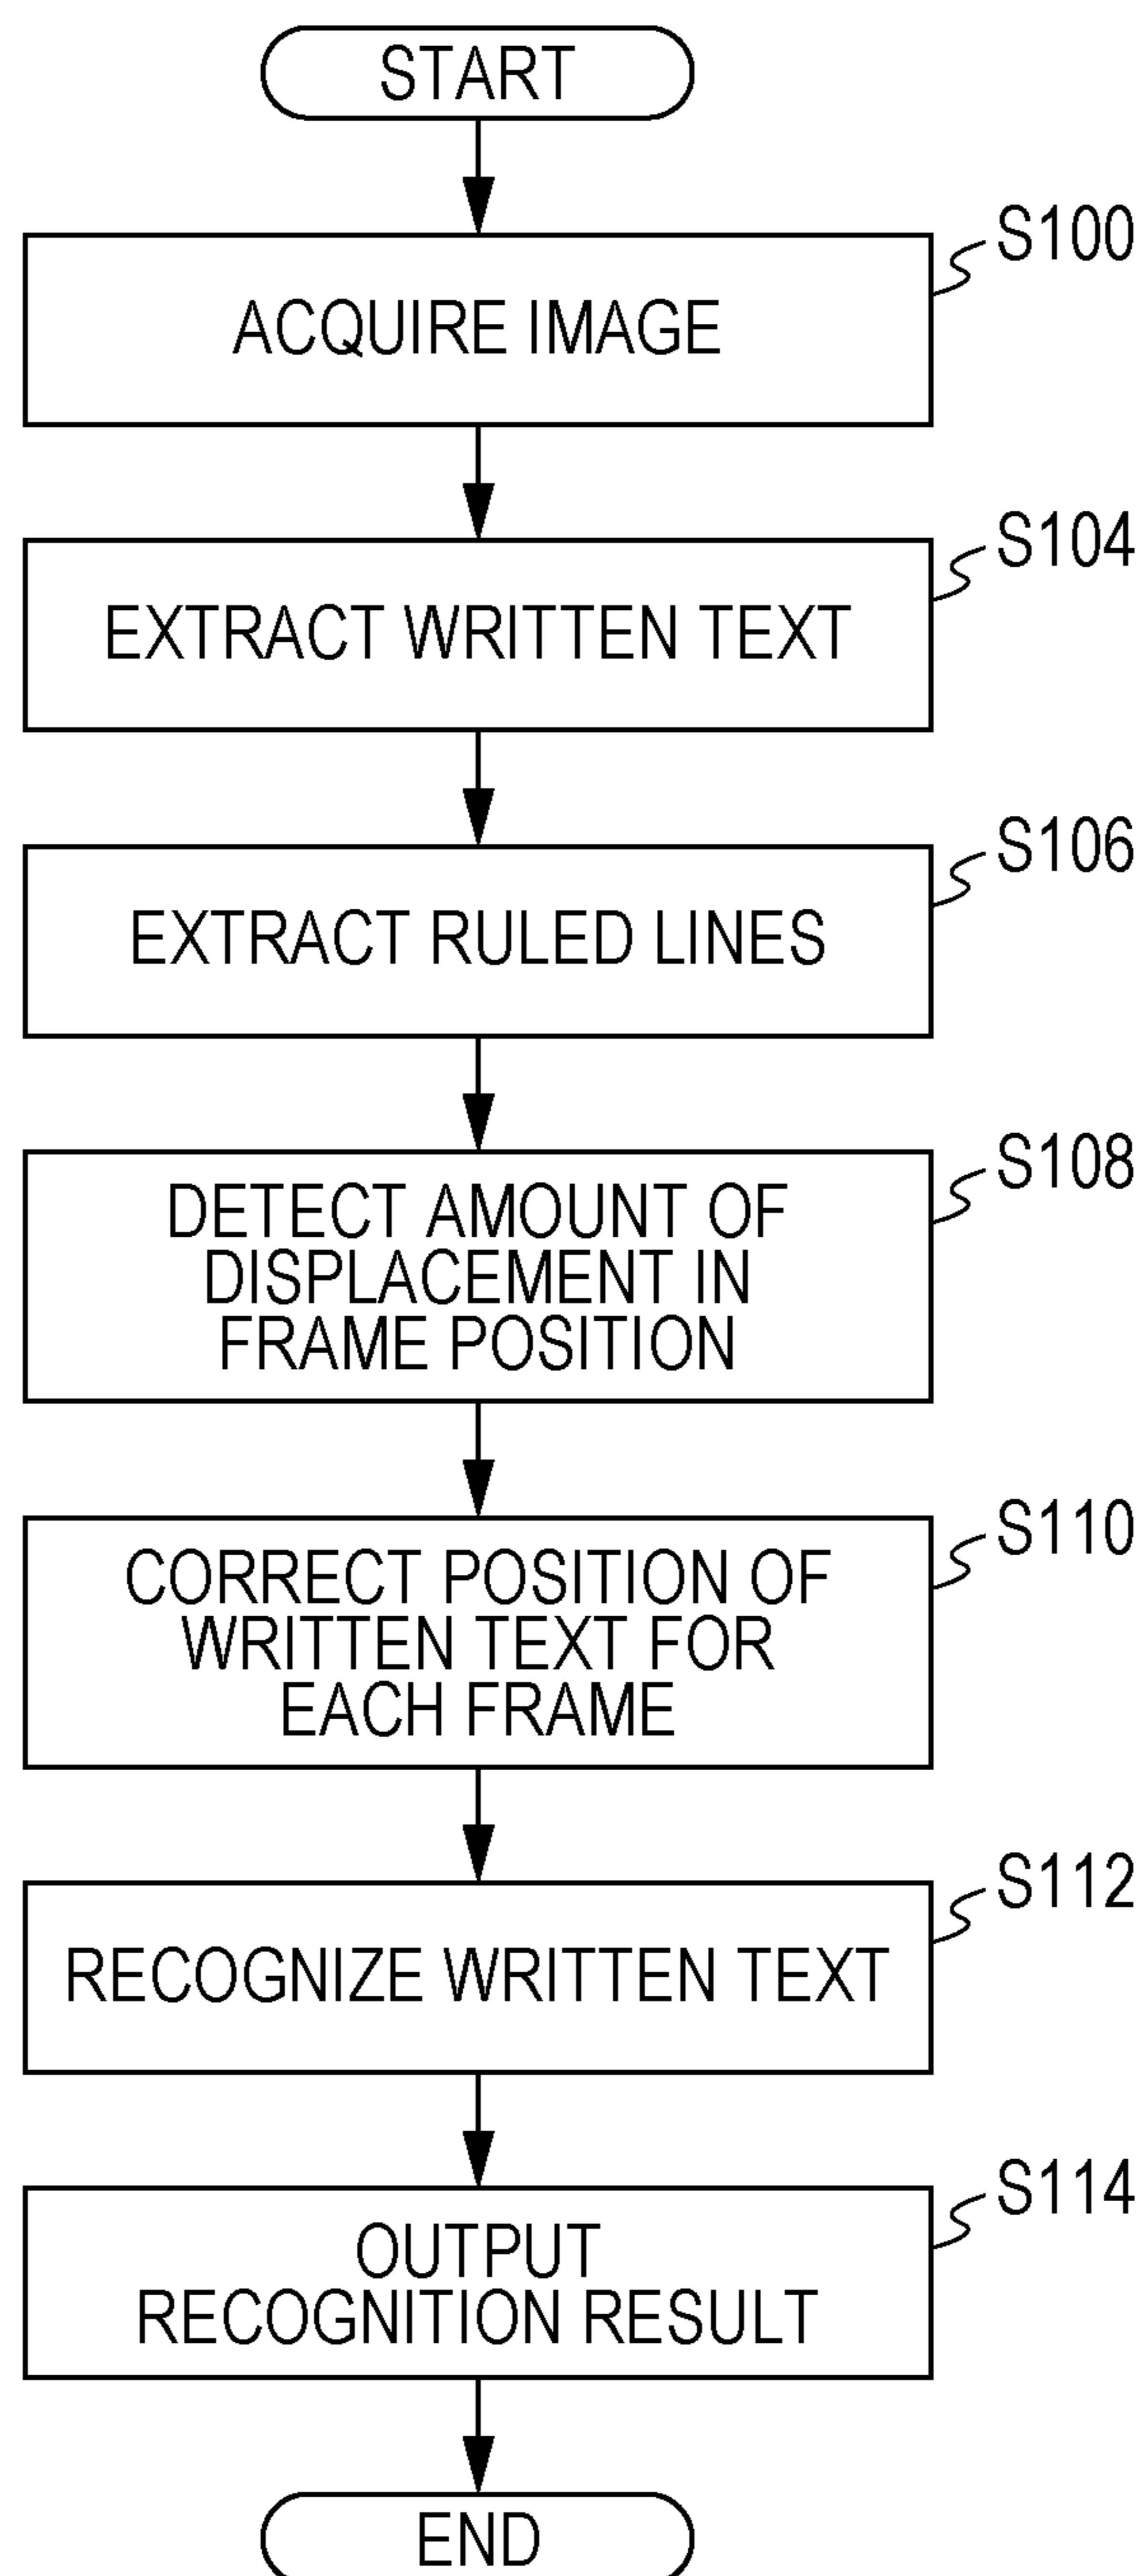 START
S100
ACQUIRE IMAGE
S104
EXTRACT WRITTEN TEXT
S106
EXTRACT RULED LINES
S108
DETECT AMOUNT OF
DISPLACEMENT IN
FRAME POSITION
S110
CORRECT POSITION OF
WRITTEN TEXT FOR
EACH FRAME
S112
RECOGNIZE WRITTEN TEXT
S114
OUTPUT
RECOGNITION RESULT
END